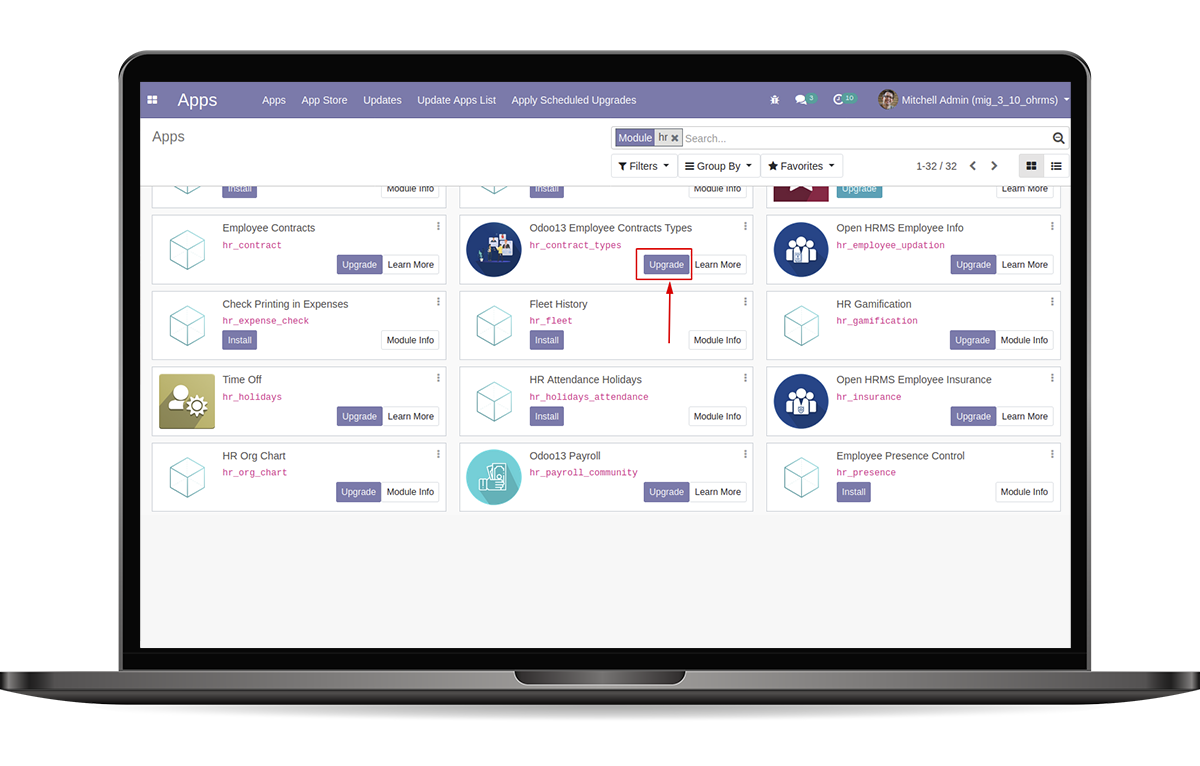 Apps
Apps
App Store
Updates
Update Apps List
Apply Scheduled Upgrades
3
10
Mitchell Admin (mig_3_10_ohrms)
Apps
Module
hr
Search...
Filters
Group By
Favorites
1-32 / 32
Install
Module Info
Install
Module Info
Upgrade
Learn More
Employee Contracts
hr_contract
Upgrade
Learn More
Odoo13 Employee Contracts Types
hr_contract_types
Upgrade
Learn More
Open HRMS Employee Info
hr_employee_updation
Upgrade
Learn More
Check Printing in Expenses
hr_expense_check
Install
Module Info
Fleet History
hr_fleet
Install
Module Info
HR Gamification
hr_gamification
Upgrade
Module Info
Time Off
hr_holidays
Upgrade
Learn More
HR Attendance Holidays
hr_holidays_attendance
Install
Module Info
Open HRMS Employee Insurance
hr_insurance
Upgrade
Learn More
HR Org Chart
hr_org_chart
Upgrade
Module Info
Odoo13 Payroll
hr_payroll_community
Upgrade
Learn More
Employee Presence Control
hr_presence
Install
Module Info